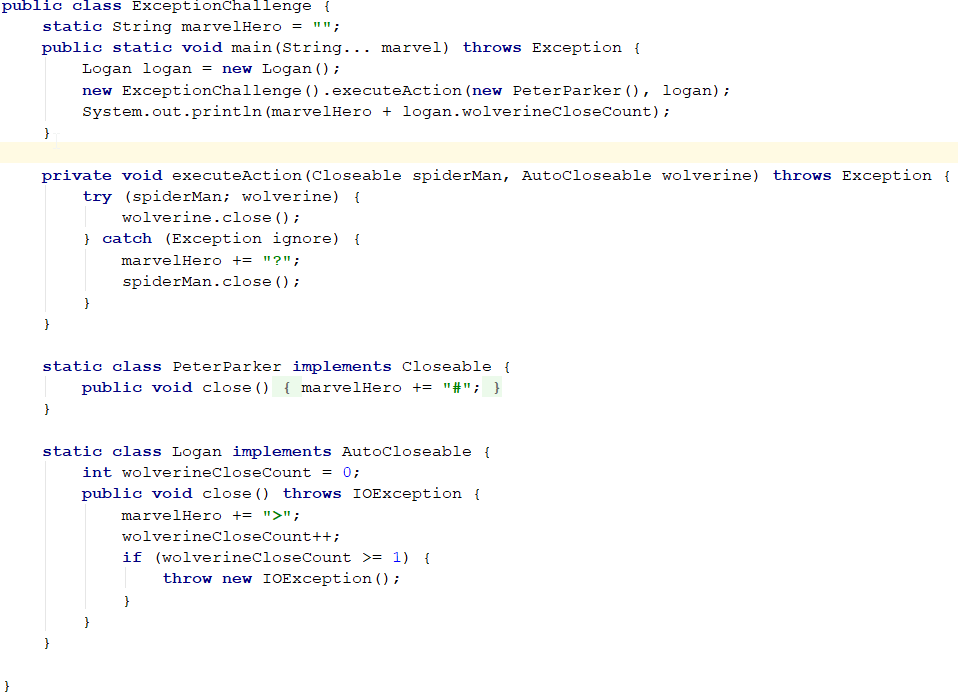 public class ExceptionChallenge {
    static String marvelHero = "";
    public static void main(String... marvel) throws Exception {
        Logan logan = new Logan();
        new ExceptionChallenge().executeAction(new PeterParker(), logan);
        System.out.println(marvelHero + logan.wolverineCloseCount);
    }
    private void executeAction(Closeable spiderMan, AutoCloseable wolverine) throws Exception {
        try (spiderMan; wolverine) {
            wolverine.close();
        } catch (Exception ignore) {
            marvelHero += "?";
            spiderMan.close();
        }
    }
    static class PeterParker implements Closeable {
        public void close() { marvelHero += "#"; }
    }
    static class Logan implements AutoCloseable {
        int wolverineCloseCount = 0;
        public void close() throws IOException {
            marvelHero += ">";
            wolverineCloseCount++;
            if (wolverineCloseCount >= 1) {
                throw new IOException();
            }
        }
    }
}